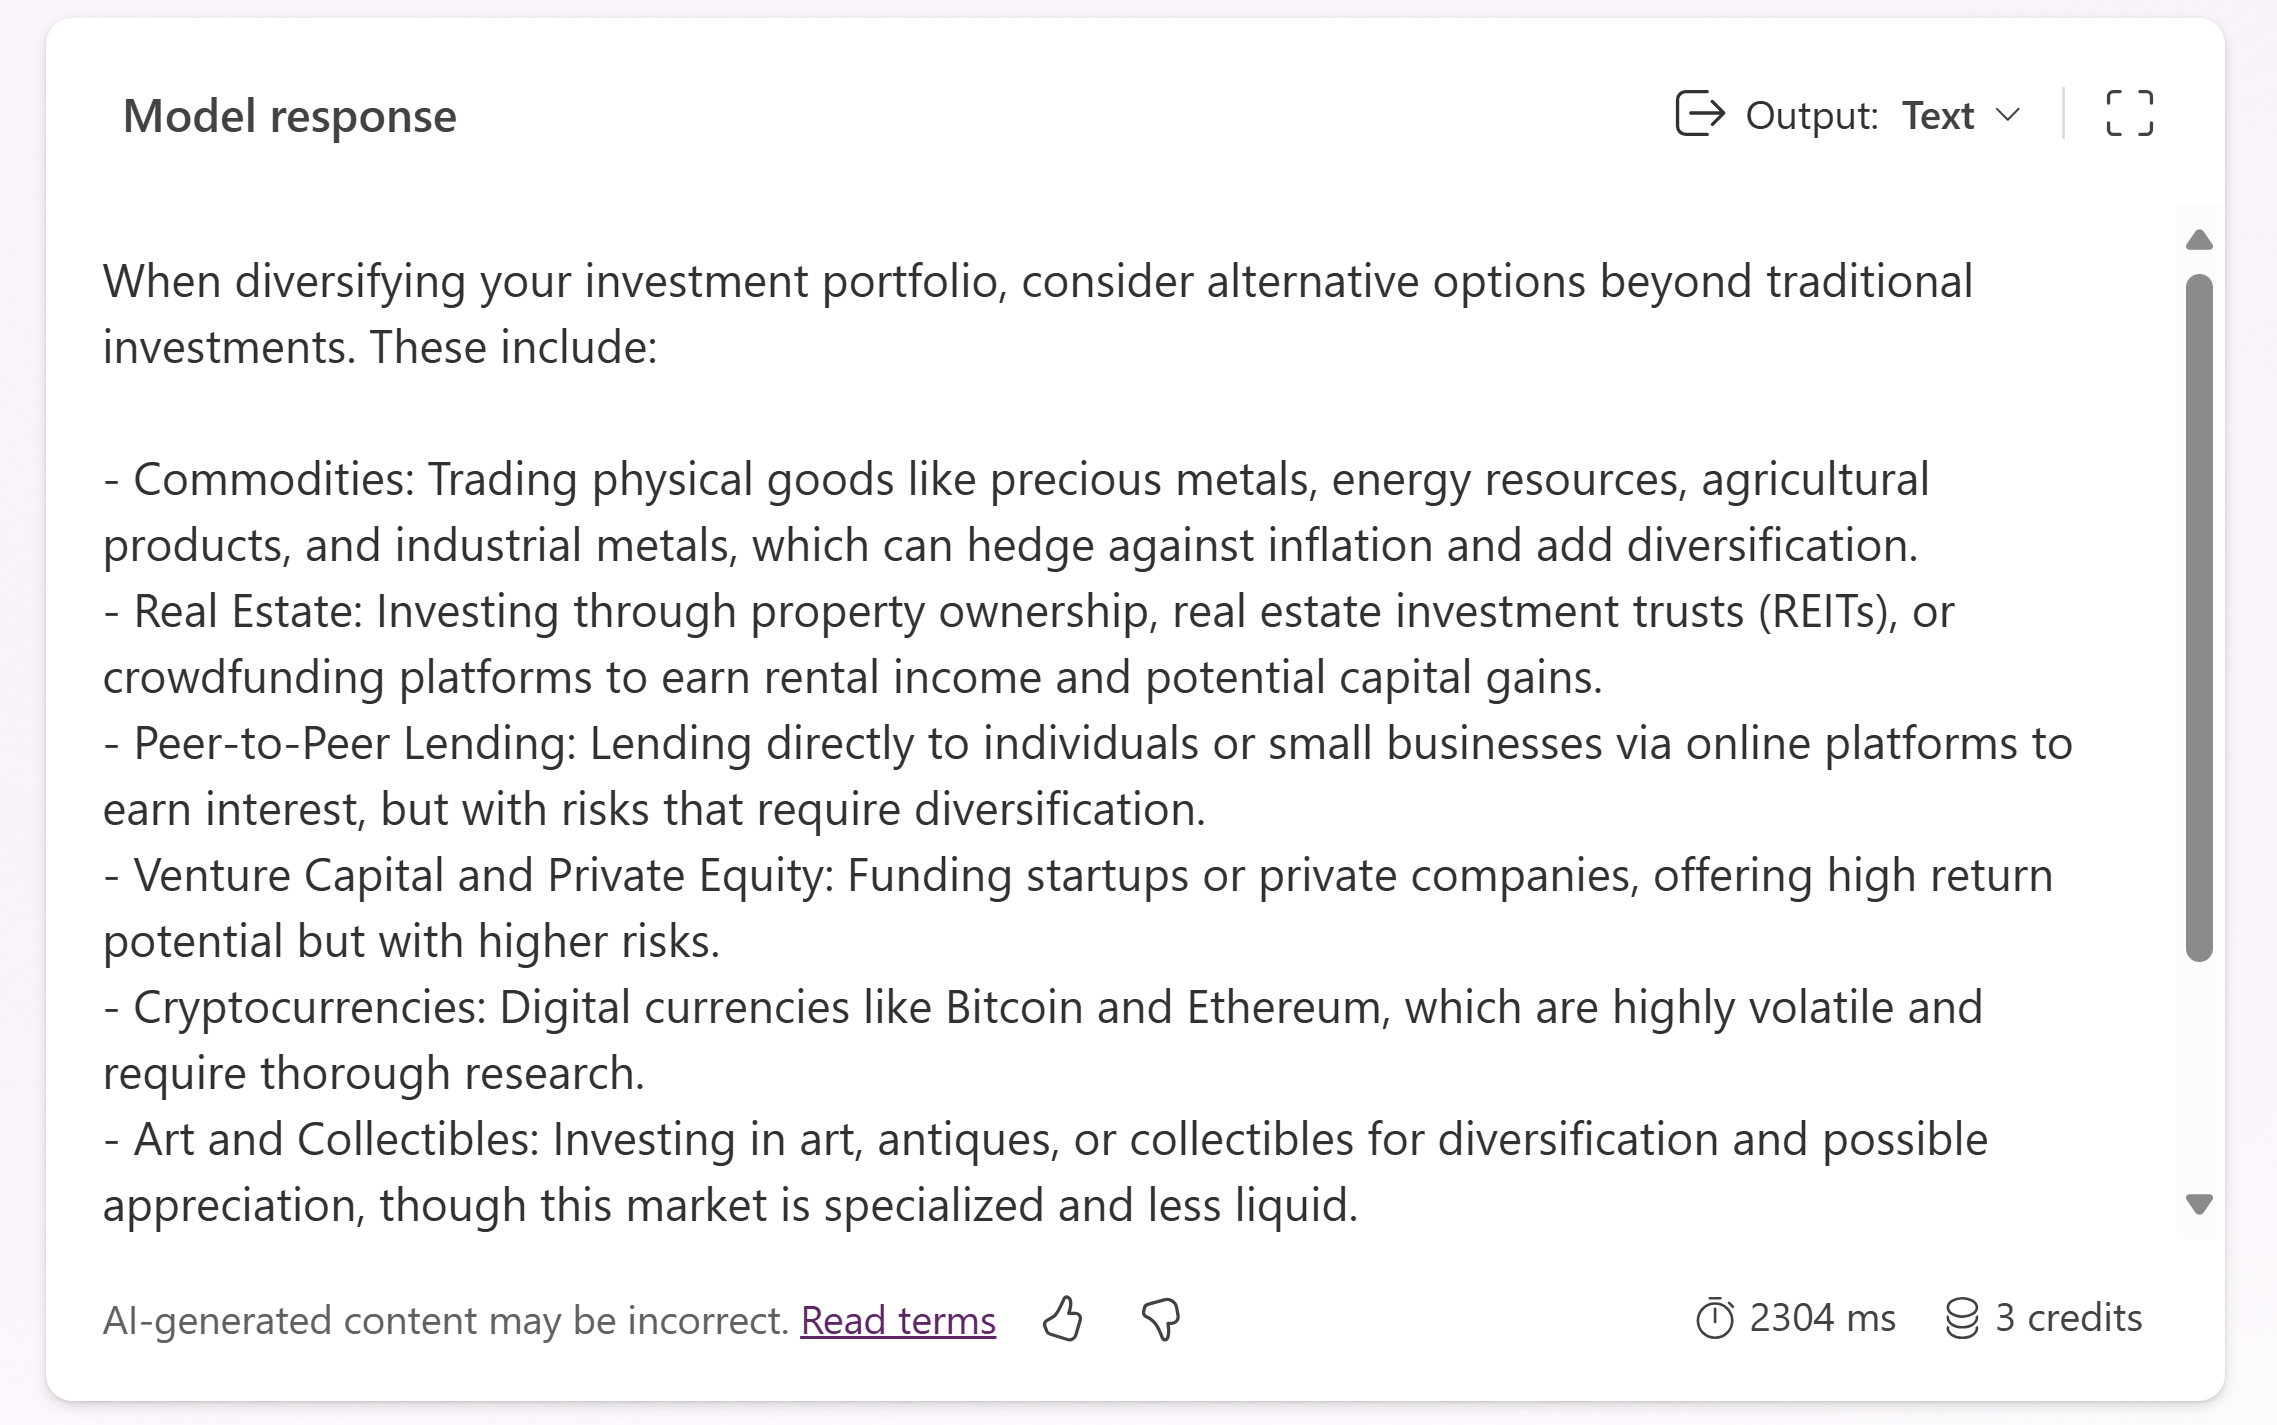 Model response
Output: Text
When diversifying your investment portfolio, consider alternative options beyond traditional
investments. These include:
- Commodities: Trading physical goods like precious metals, energy resources, agricultural
products, and industrial metals, which can hedge against inflation and add diversification.
- Real Estate: Investing through property ownership, real estate investment trusts (REITs), or
crowdfunding platforms to earn rental income and potential capital gains.
- Peer-to-Peer Lending: Lending directly to individuals or small businesses via online platforms to
earn interest, but with risks that require diversification.
- Venture Capital and Private Equity: Funding startups or private companies, offering high return
potential but with higher risks.
- Cryptocurrencies: Digital currencies like Bitcoin and Ethereum, which are highly volatile and
require thorough research.
- Art and Collectibles: Investing in art, antiques, or collectibles for diversification and possible
appreciation, though this market is specialized and less liquid.
AI-generated content may be incorrect. Read terms
2304 ms
3 credits